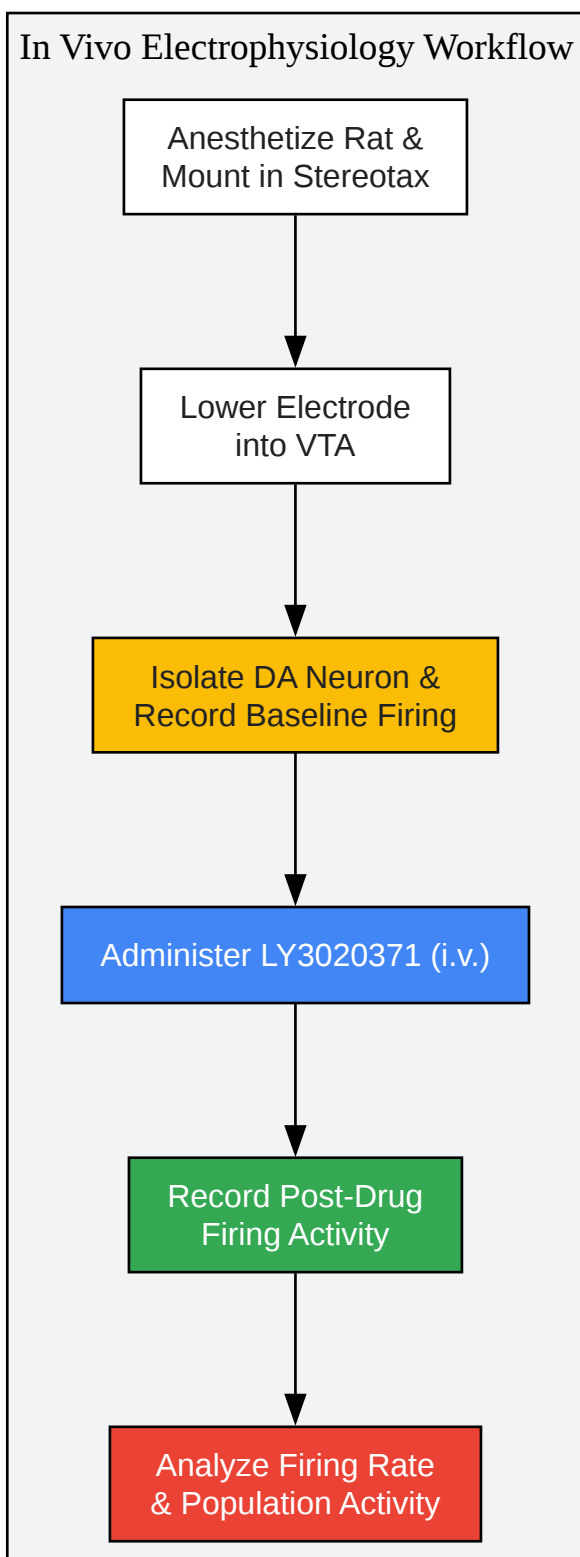 In Vivo Electrophysiology Workflow
Anesthetize Rat &
Mount in Stereotax
Lower Electrode
into VTA
Isolate DA Neuron &
Record Baseline Firing
Administer LY3020371 (i.v.)
Record Post-Drug
Firing Activity
Analyze Firing Rate
& Population Activity